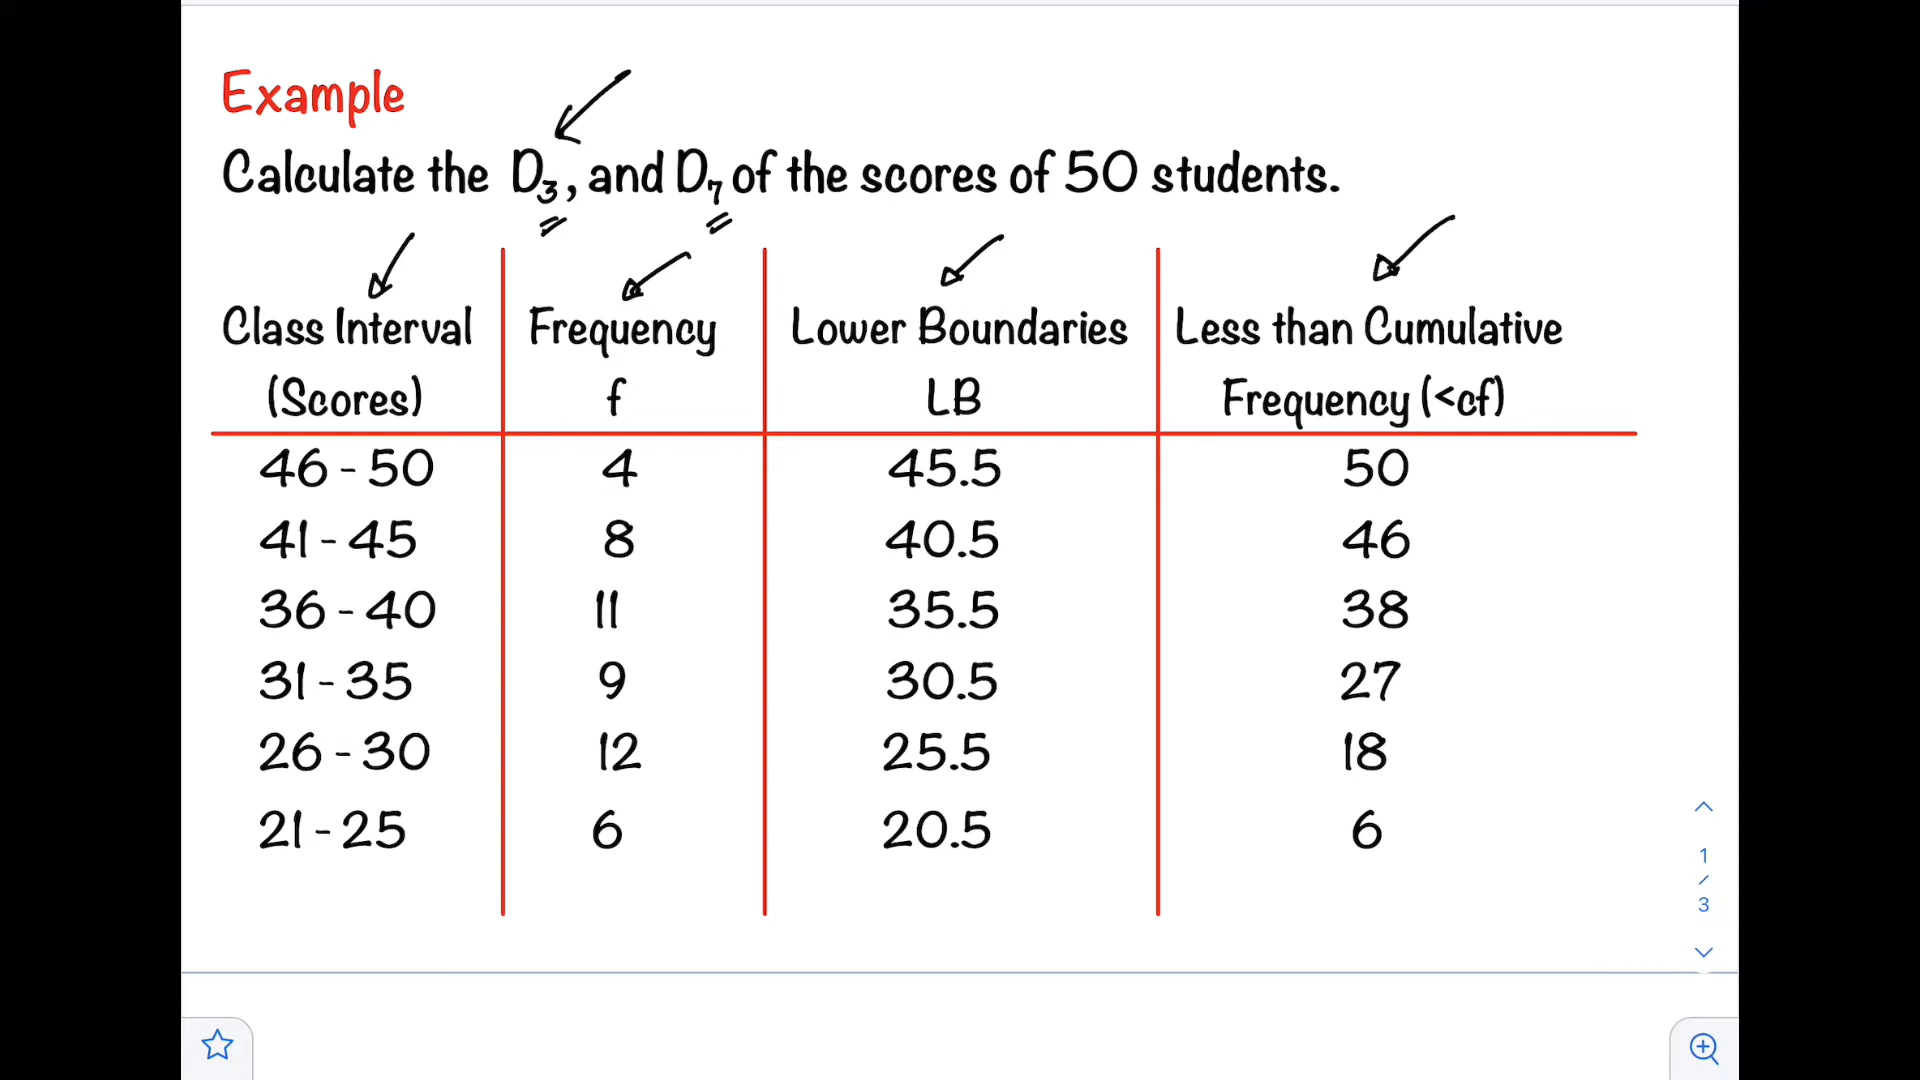 Example
Calculate the D₃, and D₇ of the scores of 50 students.
Class Interval Frequency Lower Boundaries Less than Cumulative
(Scores) f LB Frequency (<cf)
46 - 50 4 45.5 50
41 - 45 8 40.5 46
36 - 40 11 35.5 38
31 - 35 9 30.5 27
26 - 30 12 25.5 18
21 - 25 6 20.5 6
1
/
3